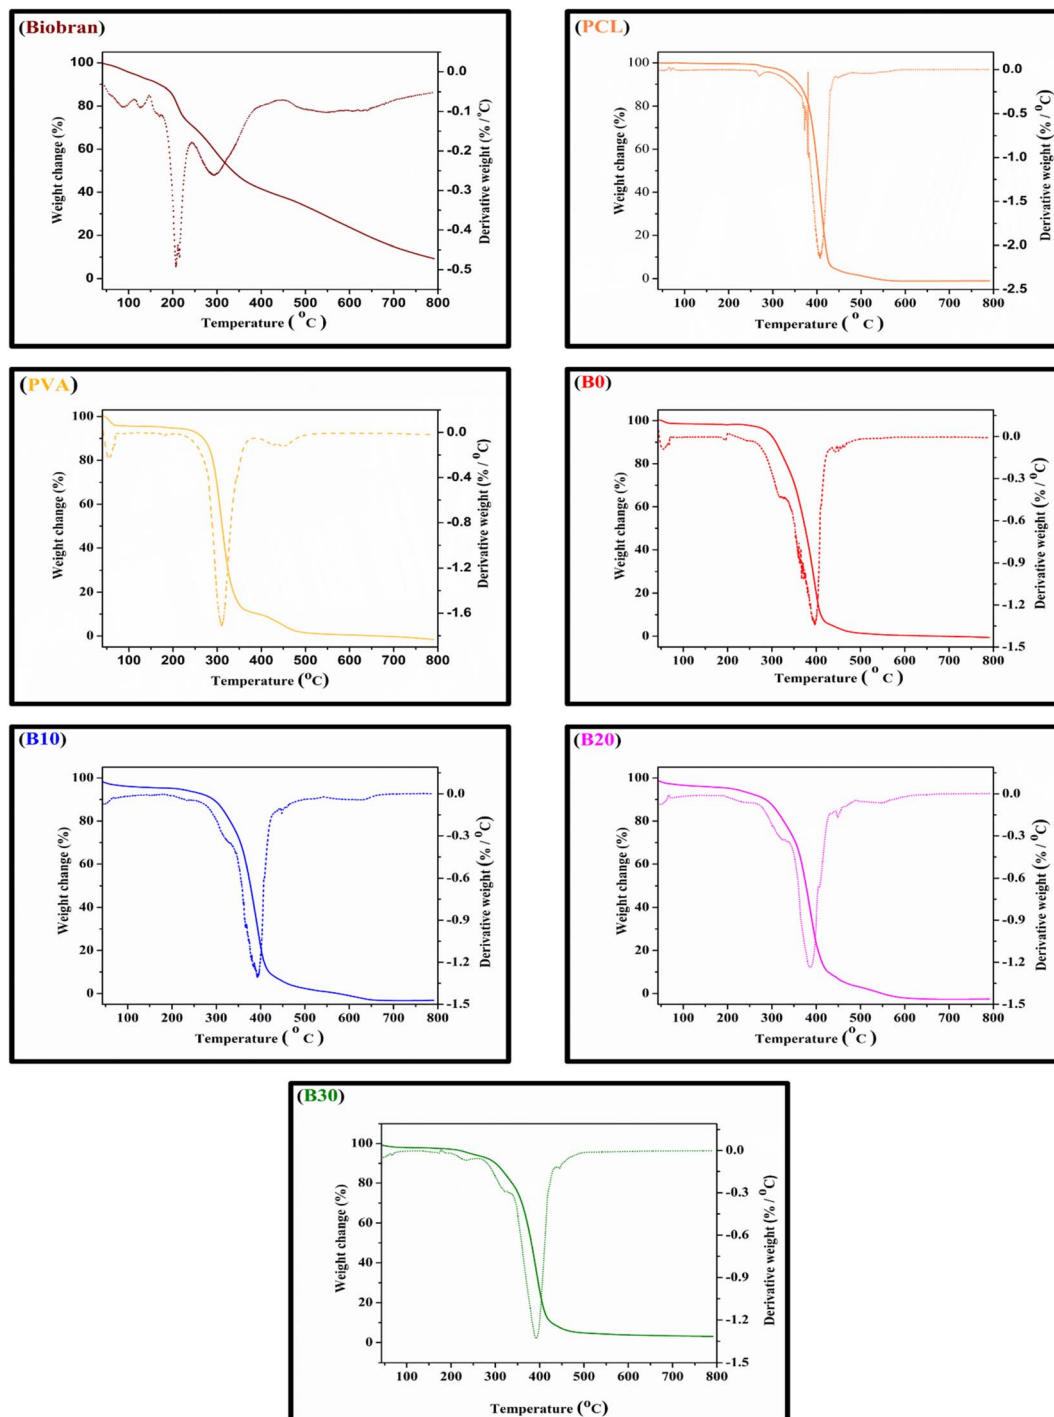 (Biobran)
Weight change (%)
100
80
60
40
20
0
0.0
-0.1
-0.2
-0.3
-0.4
-0.5
Derivative weight (% / °C)
100 200 300 400 500 600 700 800
Temperature ( °C )
(PCL)
Weight change (%)
100
80
60
40
20
0
0.0
-0.5
-1.0
-1.5
-2.0
-2.5
Derivative weight (% / °C)
100 200 300 400 500 600 700 800
Temperature ( °C )
(PVA)
Weight change (%)
100
80
60
40
20
0
0.0
-0.4
-0.8
-1.2
-1.6
Derivative weight (% / °C)
100 200 300 400 500 600 700 800
Temperature (°C)
(B0)
Weight change (%)
100
80
60
40
20
0
0.0
-0.3
-0.6
-0.9
-1.2
-1.5
Derivative weight (% / °C)
100 200 300 400 500 600 700 800
Temperature ( °C )
(B10)
Weight change (%)
100
80
60
40
20
0
0.0
-0.3
-0.6
-0.9
-1.2
-1.5
Derivative weight (% / °C)
100 200 300 400 500 600 700 800
Temperature ( °C )
(B20)
Weight change (%)
100
80
60
40
20
0
0.0
-0.3
-0.6
-0.9
-1.2
-1.5
Derivative weight (% / °C)
100 200 300 400 500 600 700 800
Temperature ( °C )
(B30)
Weight change (%)
100
80
60
40
20
0
0.0
-0.3
-0.6
-0.9
-1.2
-1.5
Derivative weight (% / °C)
100 200 300 400 500 600 700 800
Temperature (°C)